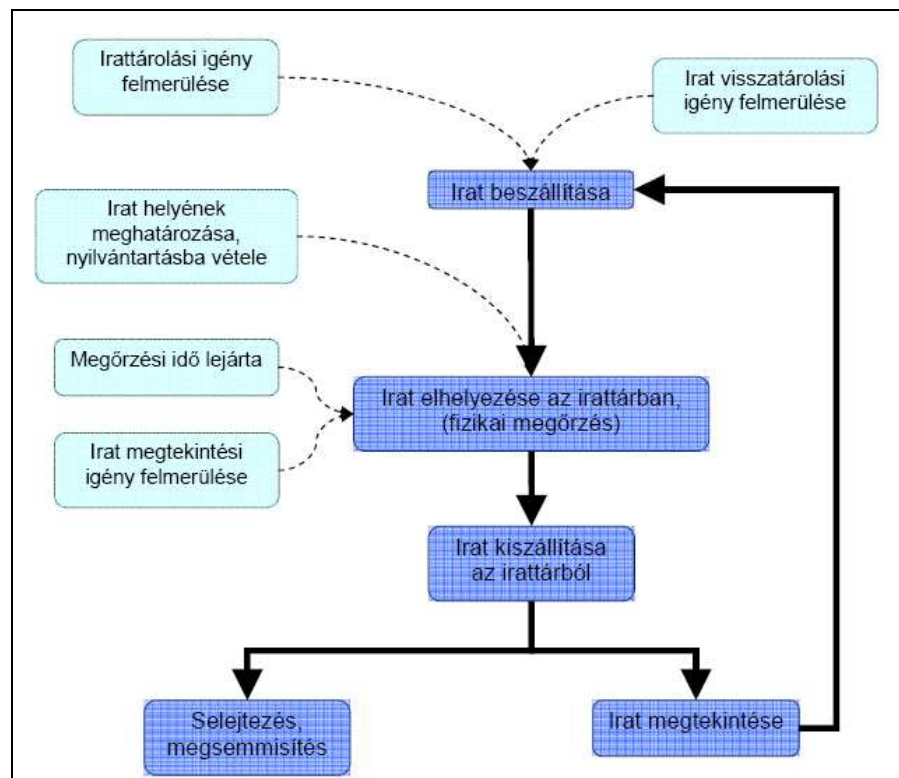 Irattárolási igény
felmerülése
Irat visszatárolási
igény felmerülése
Irat beszállítása
Irat helyének
meghatározása,
nyilvántartásba vétele
Megőrzési idő lejárta
Irat elhelyezése az irattárban,
(fizikai megőrzés)
Irat megtekintési
igény felmerülése
Irat kiszállítása
az irattárból
Selejtezés,
megsemmisítés
Irat megtekintése